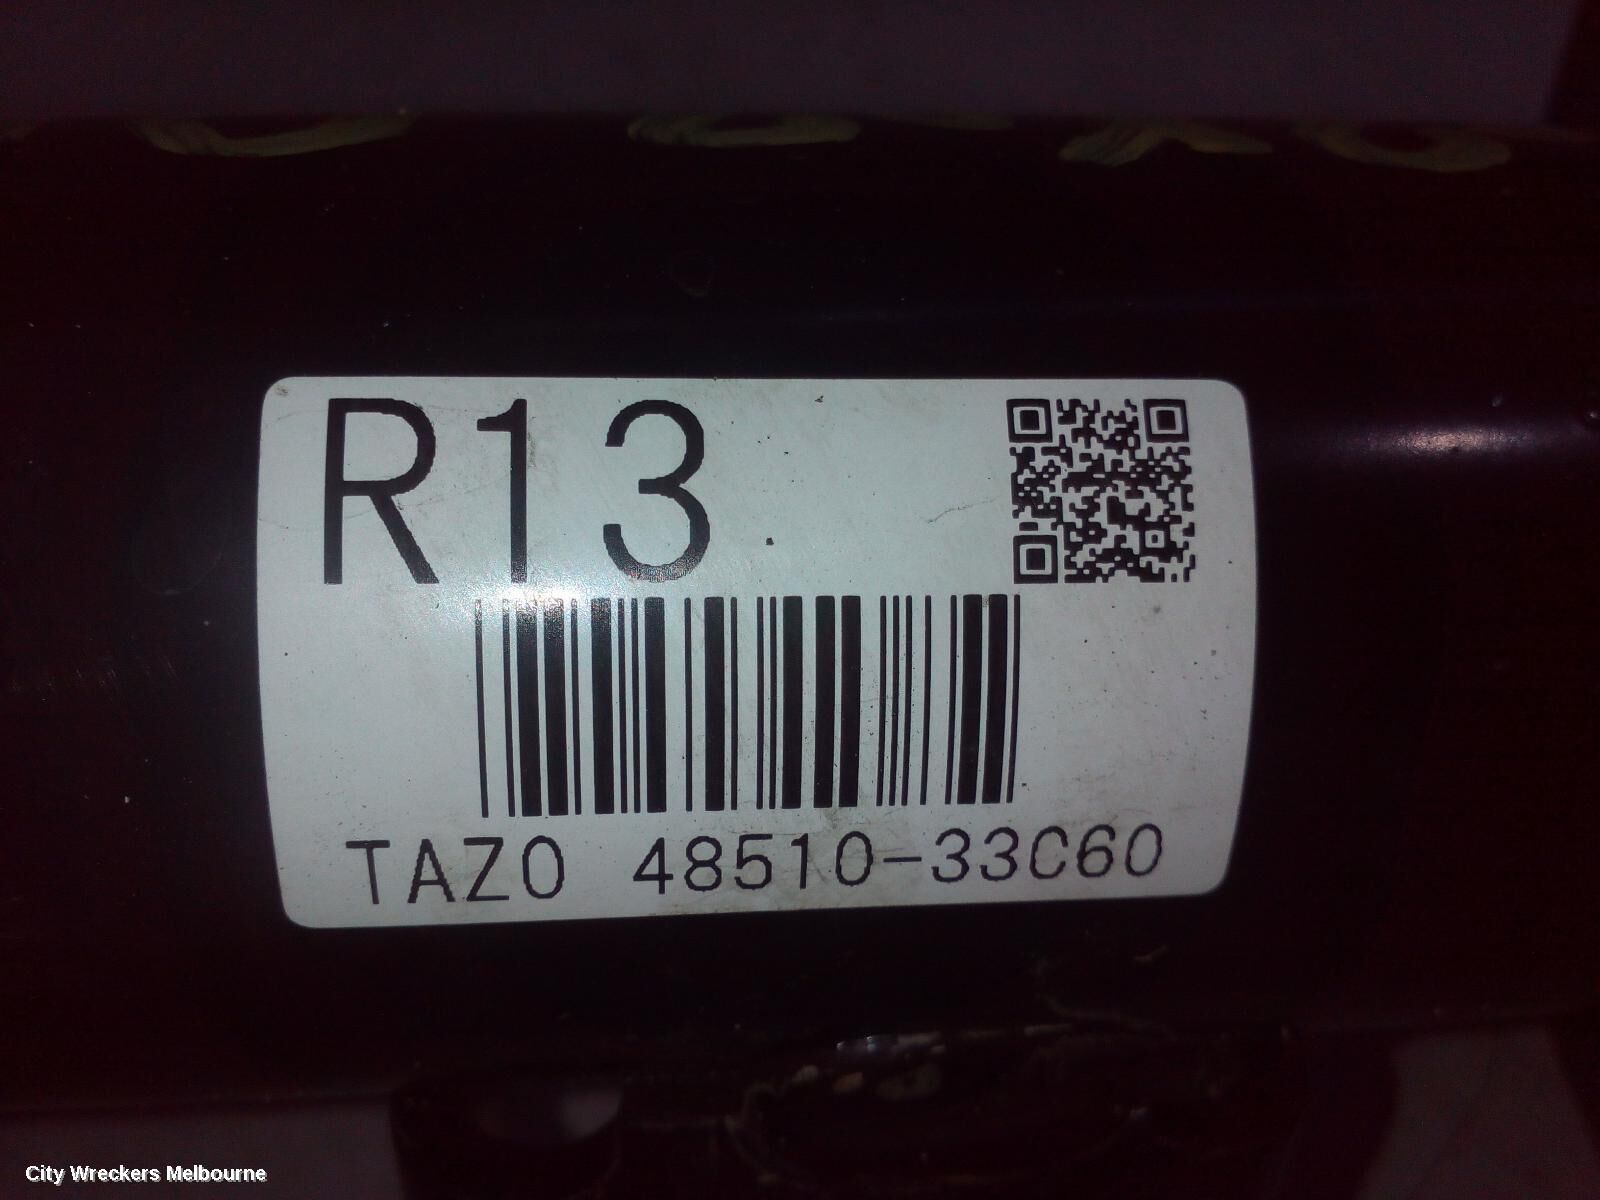 R13
TAZ0 48510-33C60
City Wreckers Melbourne